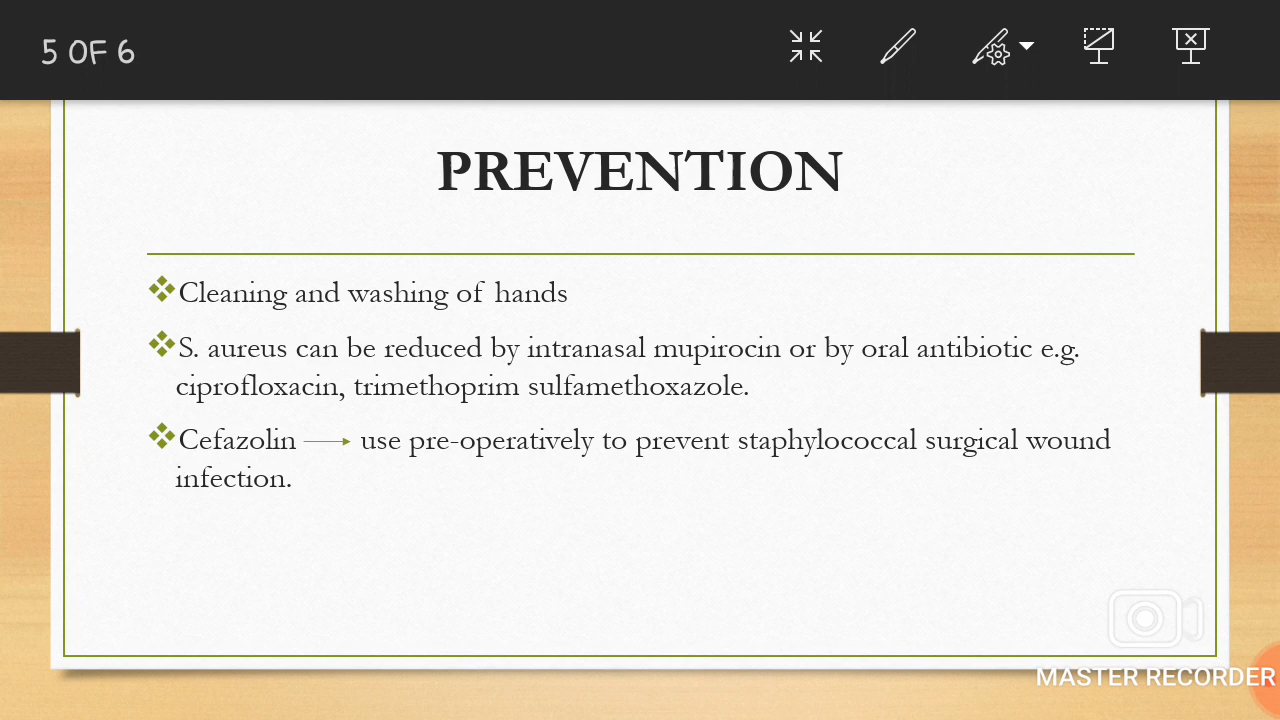 5 OF 6
PREVENTION
Cleaning and washing of hands
S. aureus can be reduced by intranasal mupirocin or by oral antibiotic e.g.
ciprofloxacin, trimethoprim sulfamethoxazole.
Cefazolin → use pre-operatively to prevent staphylococcal surgical wound
infection.
MASTER RECORDER